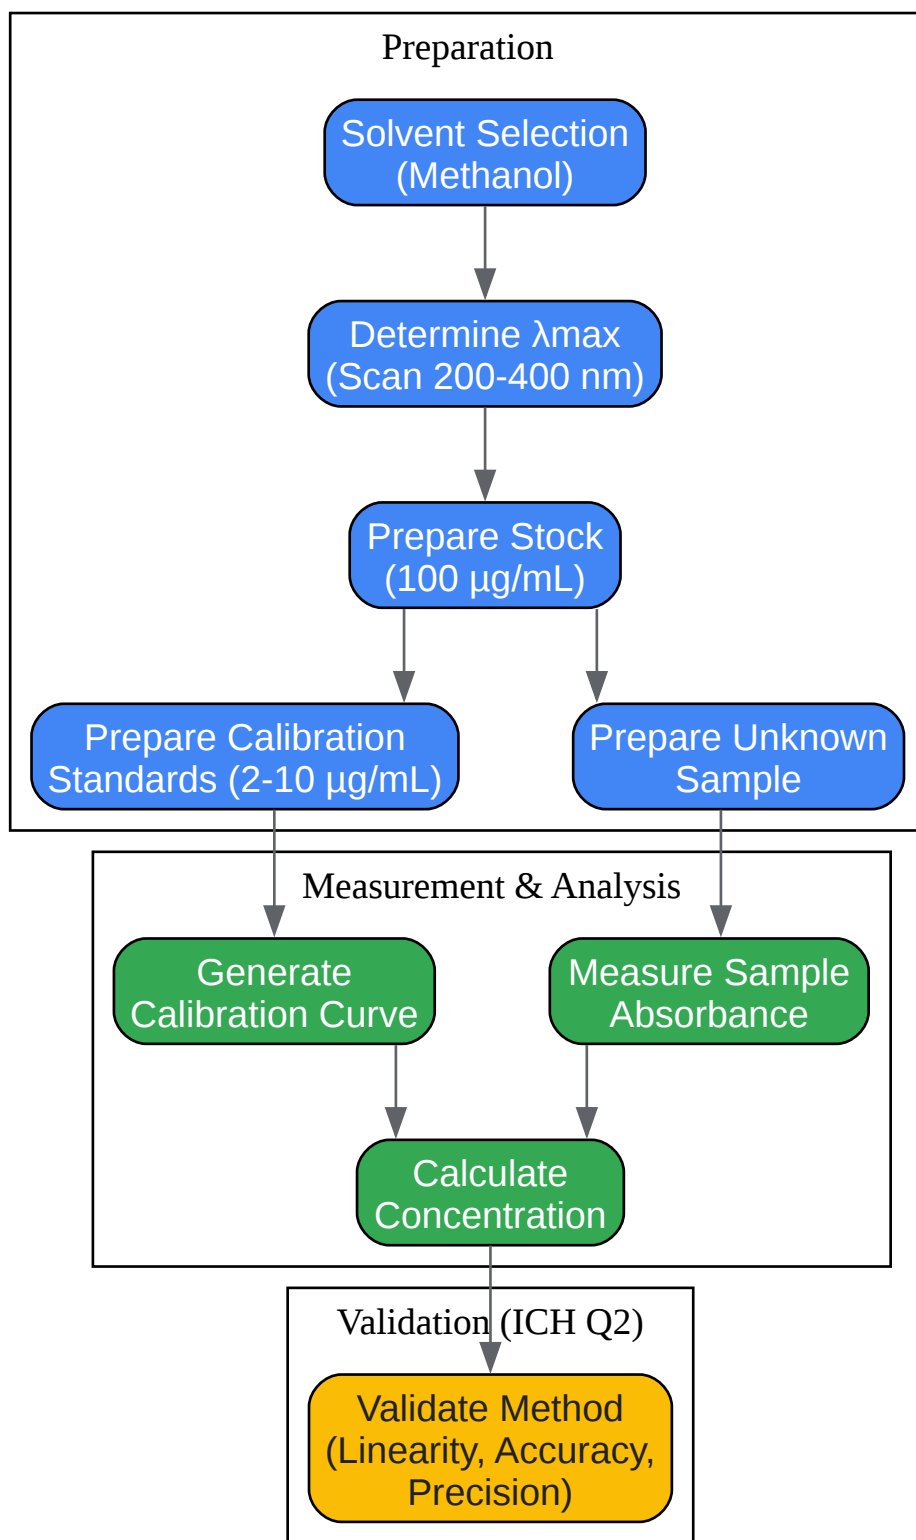 Preparation
Solvent Selection
(Methanol)
Determine λmax
(Scan 200-400 nm)
Prepare Stock
(100 µg/mL)
Prepare Calibration
Standards (2-10 µg/mL)
Prepare Unknown
Sample
Measurement & Analysis
Generate
Calibration Curve
Measure Sample
Absorbance
Calculate
Concentration
Validation (ICH Q2)
Validate Method
(Linearity, Accuracy,
Precision)